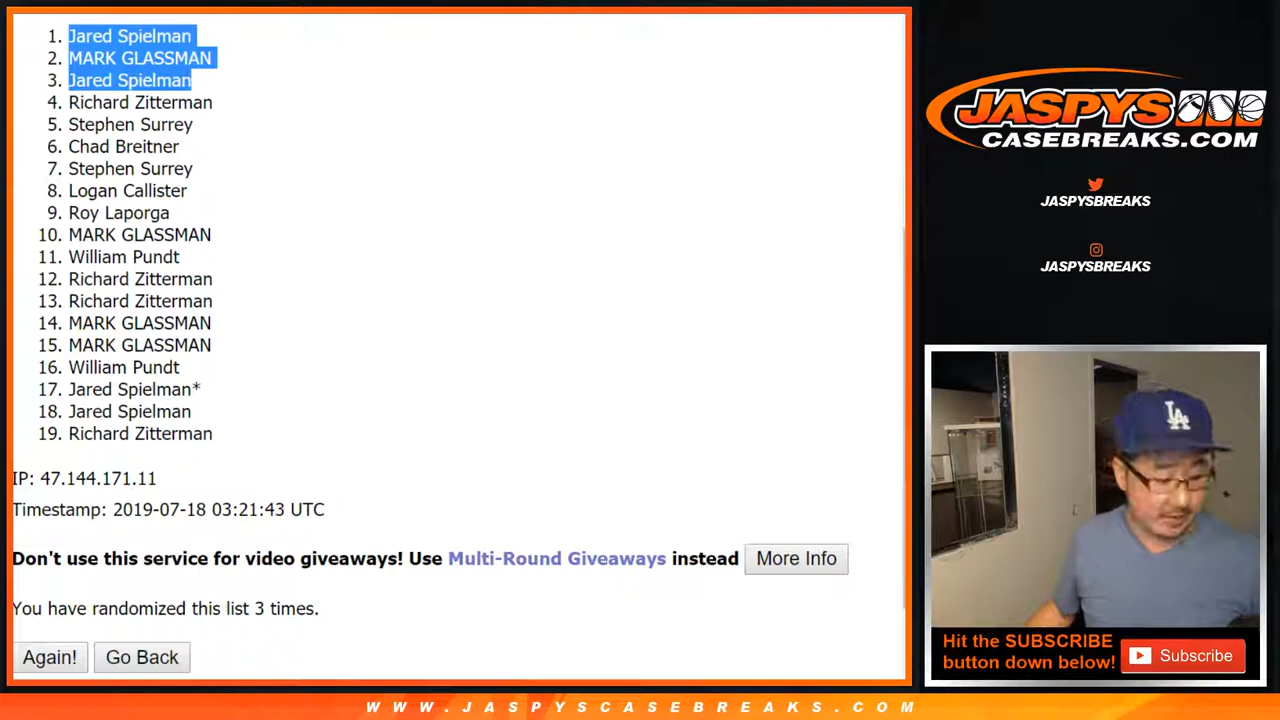 1. Jared Spielman
2. MARK GLASSMAN
3. Jared Spielman
4. Richard Zitterman
5. Stephen Surrey
6. Chad Breitner
7. Stephen Surrey
8. Logan Callister
9. Roy Laporga
10. MARK GLASSMAN
11. William Pundt
12. Richard Zitterman
13. Richard Zitterman
14. MARK GLASSMAN
15. MARK GLASSMAN
16. William Pundt
17. Jared Spielman*
18. Jared Spielman
19. Richard Zitterman
IP: 47.144.171.11
Timestamp: 2019-07-18 03:21:43 UTC
Don't use this service for video giveaways! Use Multi-Round Giveaways instead More Info
You have randomized this list 3 times.
Again! Go Back
JASPYS
CASEBREAKS.COM
JASPYSBREAKS
JASPYSBREAKS
LA
Hit the SUBSCRIBE
button down below!
Subscribe
WWW.JASPYSCASEBREAKS.COM